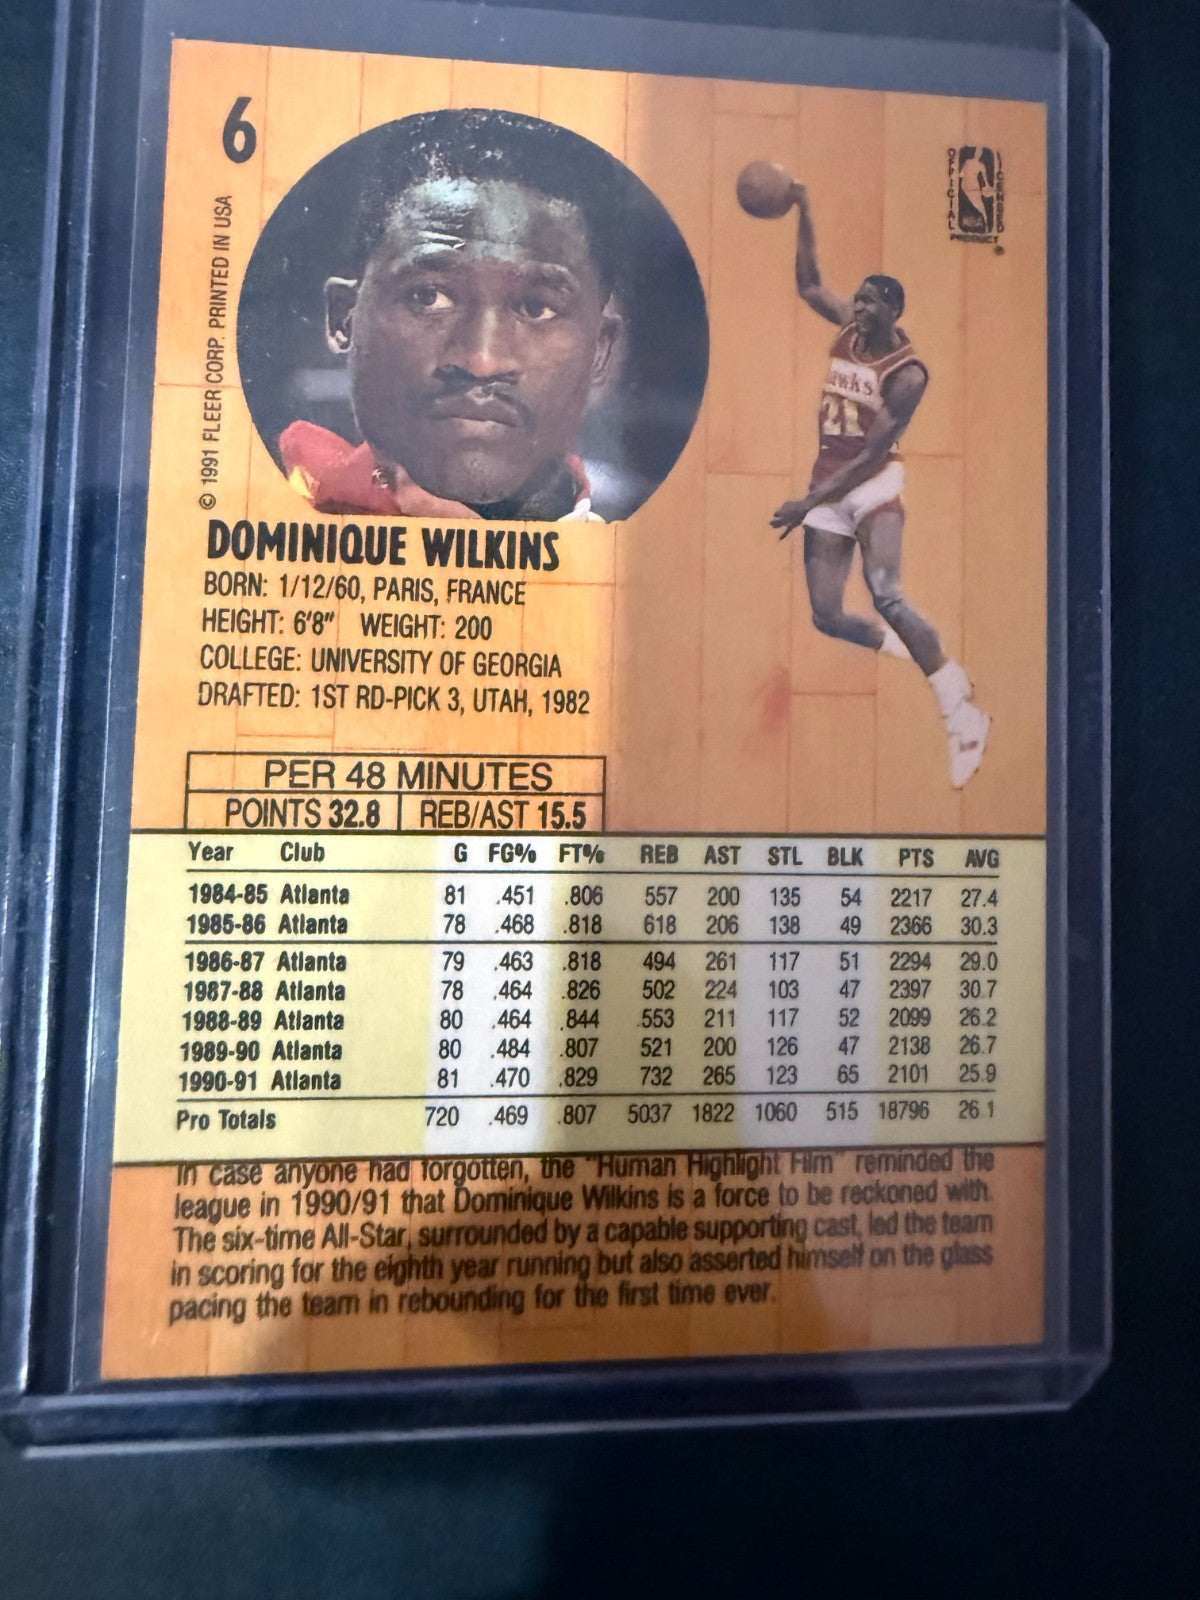 6
© 1991 FLEER CORP. PRINTED IN USA
OFFICIAL LICENSED
NBA
PRODUCT
®
Hawks
21
DOMINIQUE WILKINS
BORN: 1/12/60, PARIS, FRANCE
HEIGHT: 6'8" WEIGHT: 200
COLLEGE: UNIVERSITY OF GEORGIA
DRAFTED: 1ST RD-PICK 3, UTAH, 1982
PER 48 MINUTES
POINTS 32.8 REB/AST 15.5
Year Club G FG% FT% REB AST STL BLK PTS AVG
1984-85 Atlanta 81 .451 .806 557 200 135 54 2217 27.4
1985-86 Atlanta 78 .468 .818 618 206 138 49 2366 30.3
1986-87 Atlanta 79 .463 .818 494 261 117 51 2294 29.0
1987-88 Atlanta 78 .464 .826 502 224 103 47 2397 30.7
1988-89 Atlanta 80 .464 .844 553 211 117 52 2099 26.2
1989-90 Atlanta 80 .484 .807 521 200 126 47 2138 26.7
1990-91 Atlanta 81 .470 .829 732 265 123 65 2101 25.9
Pro Totals 720 .469 .807 5037 1822 1060 515 18796 26.1
In case anyone had forgotten, the "Human Highlight Film" reminded the
league in 1990/91 that Dominique Wilkins is a force to be reckoned with.
The six-time All-Star, surrounded by a capable supporting cast, led the team
in scoring for the eighth year running but also asserted himself on the glass
pacing the team in rebounding for the first time ever.